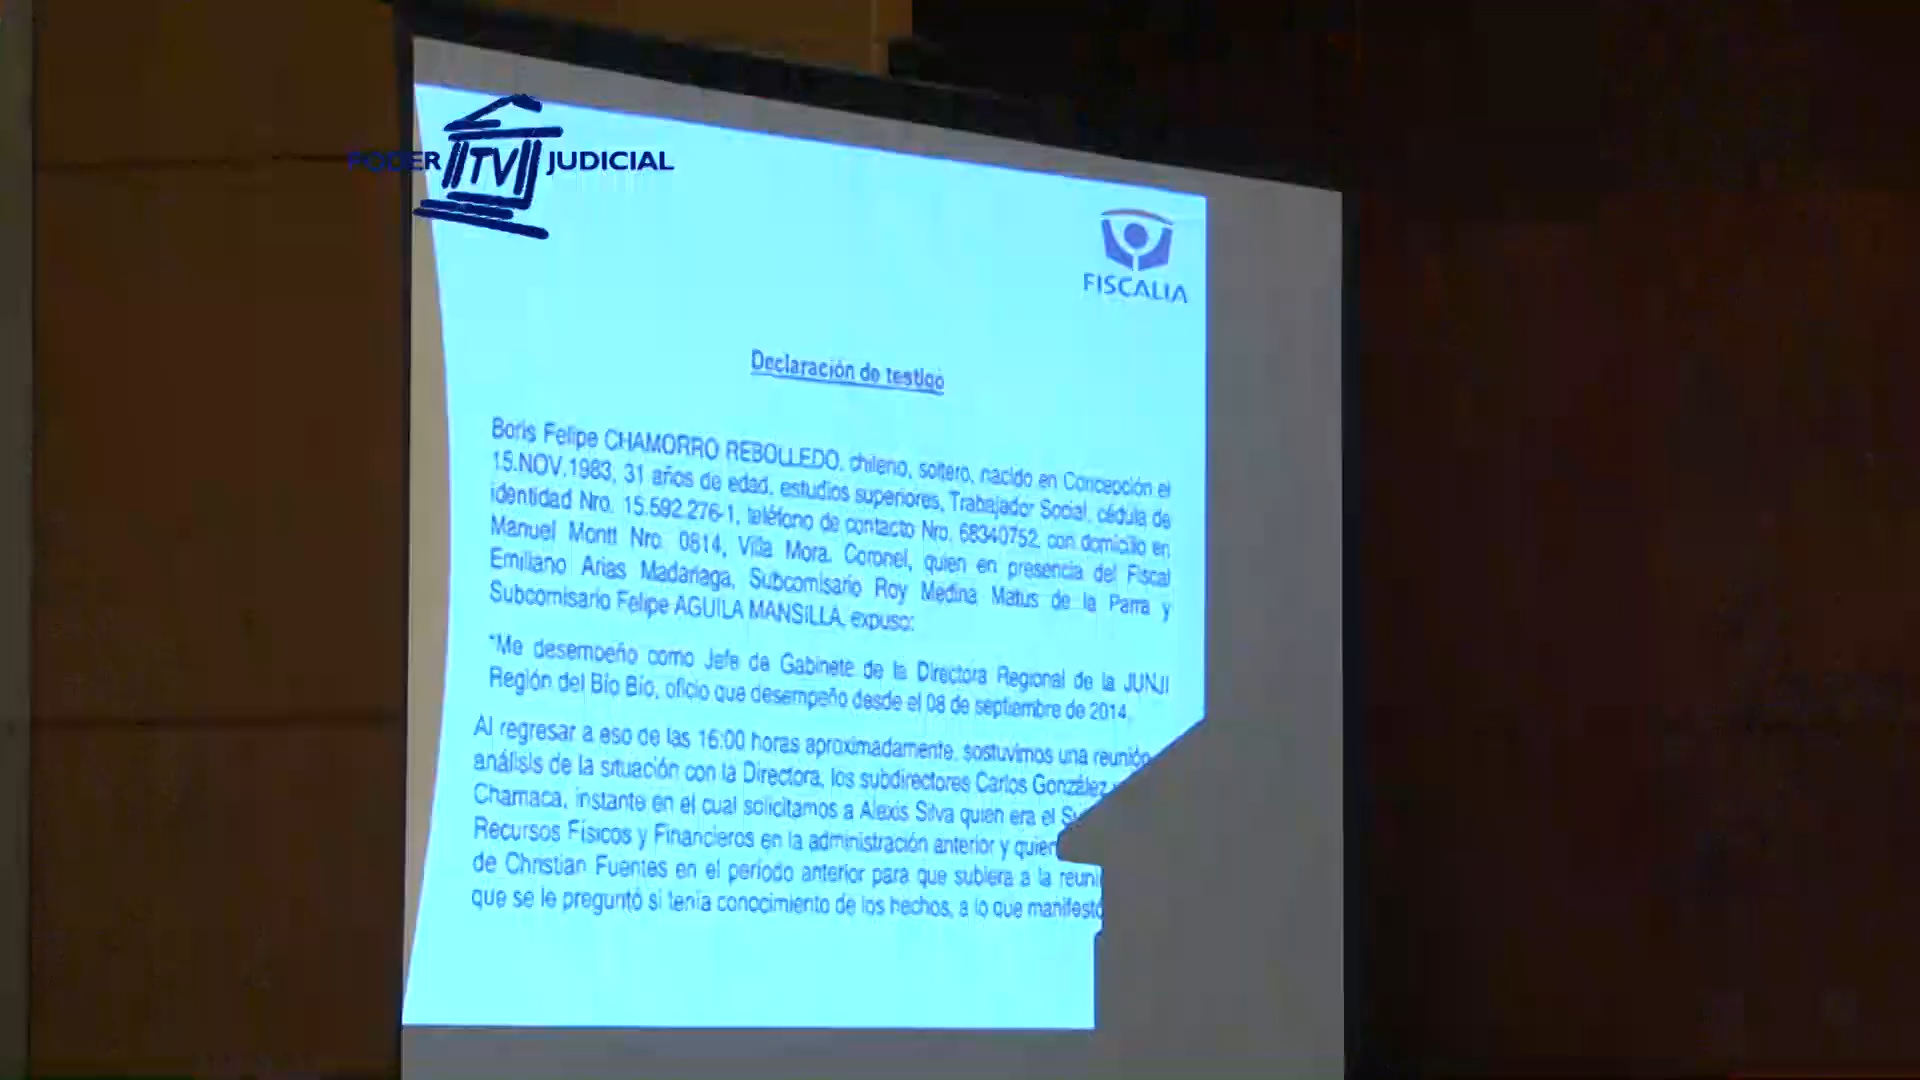 PODER TV JUDICIAL
FISCALIA
Declaración de testigo
Boris Felipe CHAMORRO REBOLLEDO, chileno, soltero, nacido en Concepción el
15.NOV.1983, 31 años de edad, estudios superiores, Trabajador Social, cédula de
identidad Nro. 15.592.276-1, teléfono de contacto Nro. 68340752, con domicilio en
Manuel Montt Nro. 0814, Villa Mora, Coronel, quien en presencia del Fiscal
Emiliano Arias Madariaga, Subcomisario Roy Medina Matus de la Parra y
Subcomisario Felipe AGUILA MANSILLA, expuso:
"Me desempeño como Jefe de Gabinete de la Directora Regional de la JUNJI
Región del Bío Bío, oficio que desempeño desde el 08 de septiembre de 2014.
Al regresar a eso de las 16:00 horas aproximadamente, sostuvimos una reunión
análisis de la situación con la Directora, los subdirectores Carlos González
Chamaca, instante en el cual solicitamos a Alexis Silva quien era el
Recursos Físicos y Financieros en la administración anterior y quien
de Christian Fuentes en el período anterior para que subiera a la reuni
que se le preguntó si tenía conocimiento de los hechos, a lo que manifestó